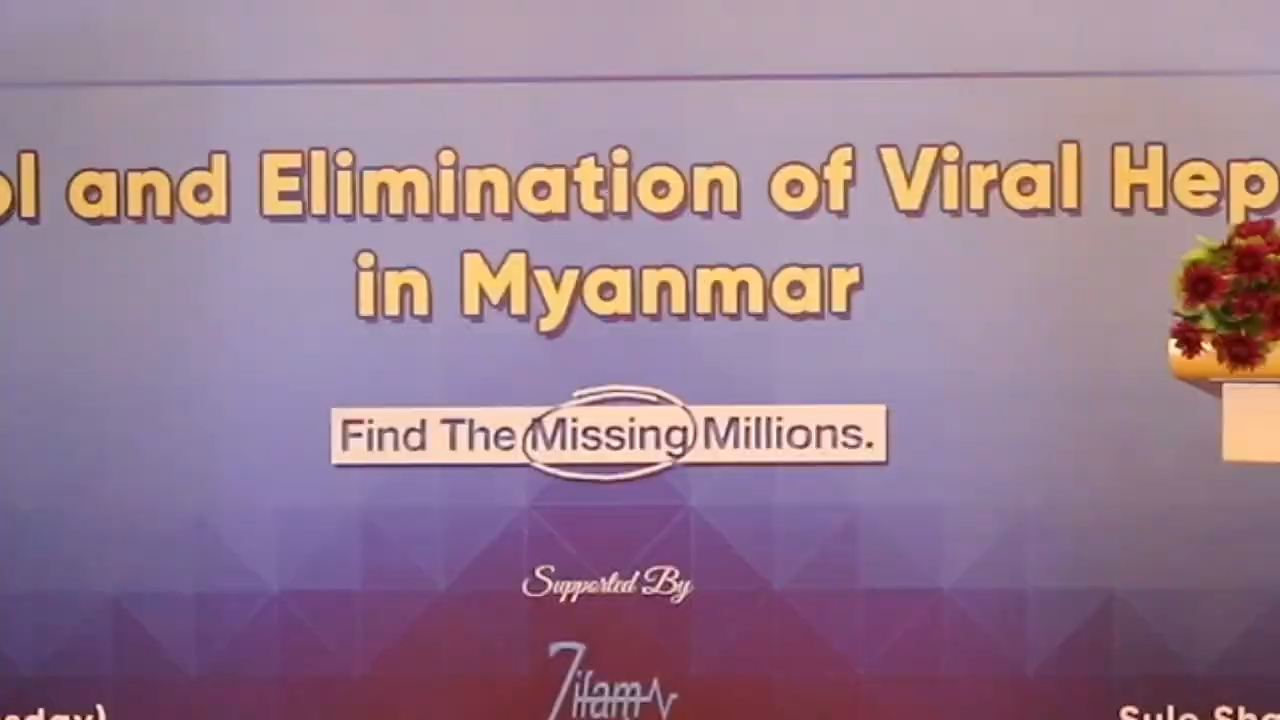 and Elimination of Viral
in Myanmar
Find The Missing Millions.
Supported By